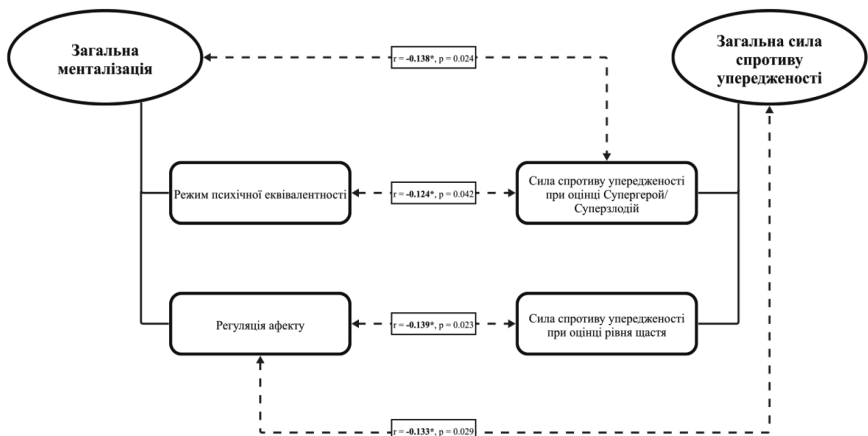 Загальна
менталізація
r = -0.138*, p = 0.024
Загальна сила
спротиву
упередженості
Режим психічної еквівалентності
r = -0.124*, p = 0.042
Сила спротиву упередженості
при оцінці Супергерой/
Суперзлодій
Регуляція афекту
r = -0.139*, p = 0.023
Сила спротиву упередженості
при оцінці рівня щастя
r = -0.133*, p = 0.029